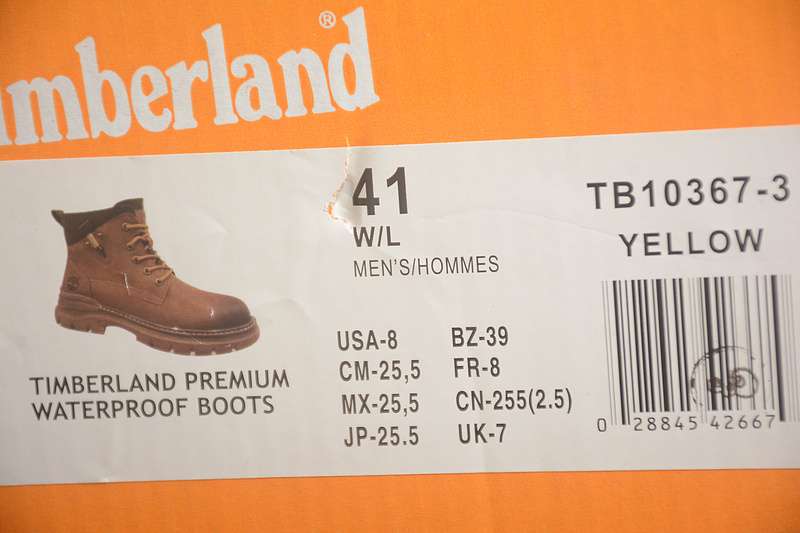 imberland®
41
W/L
MEN'S/HOMMES
TB10367-3
YELLOW
TIMBERLAND PREMIUM
WATERPROOF BOOTS
USA-8 BZ-39
CM-25,5 FR-8
MX-25,5 CN-255(2.5)
JP-25.5 UK-7
0 28845 42667